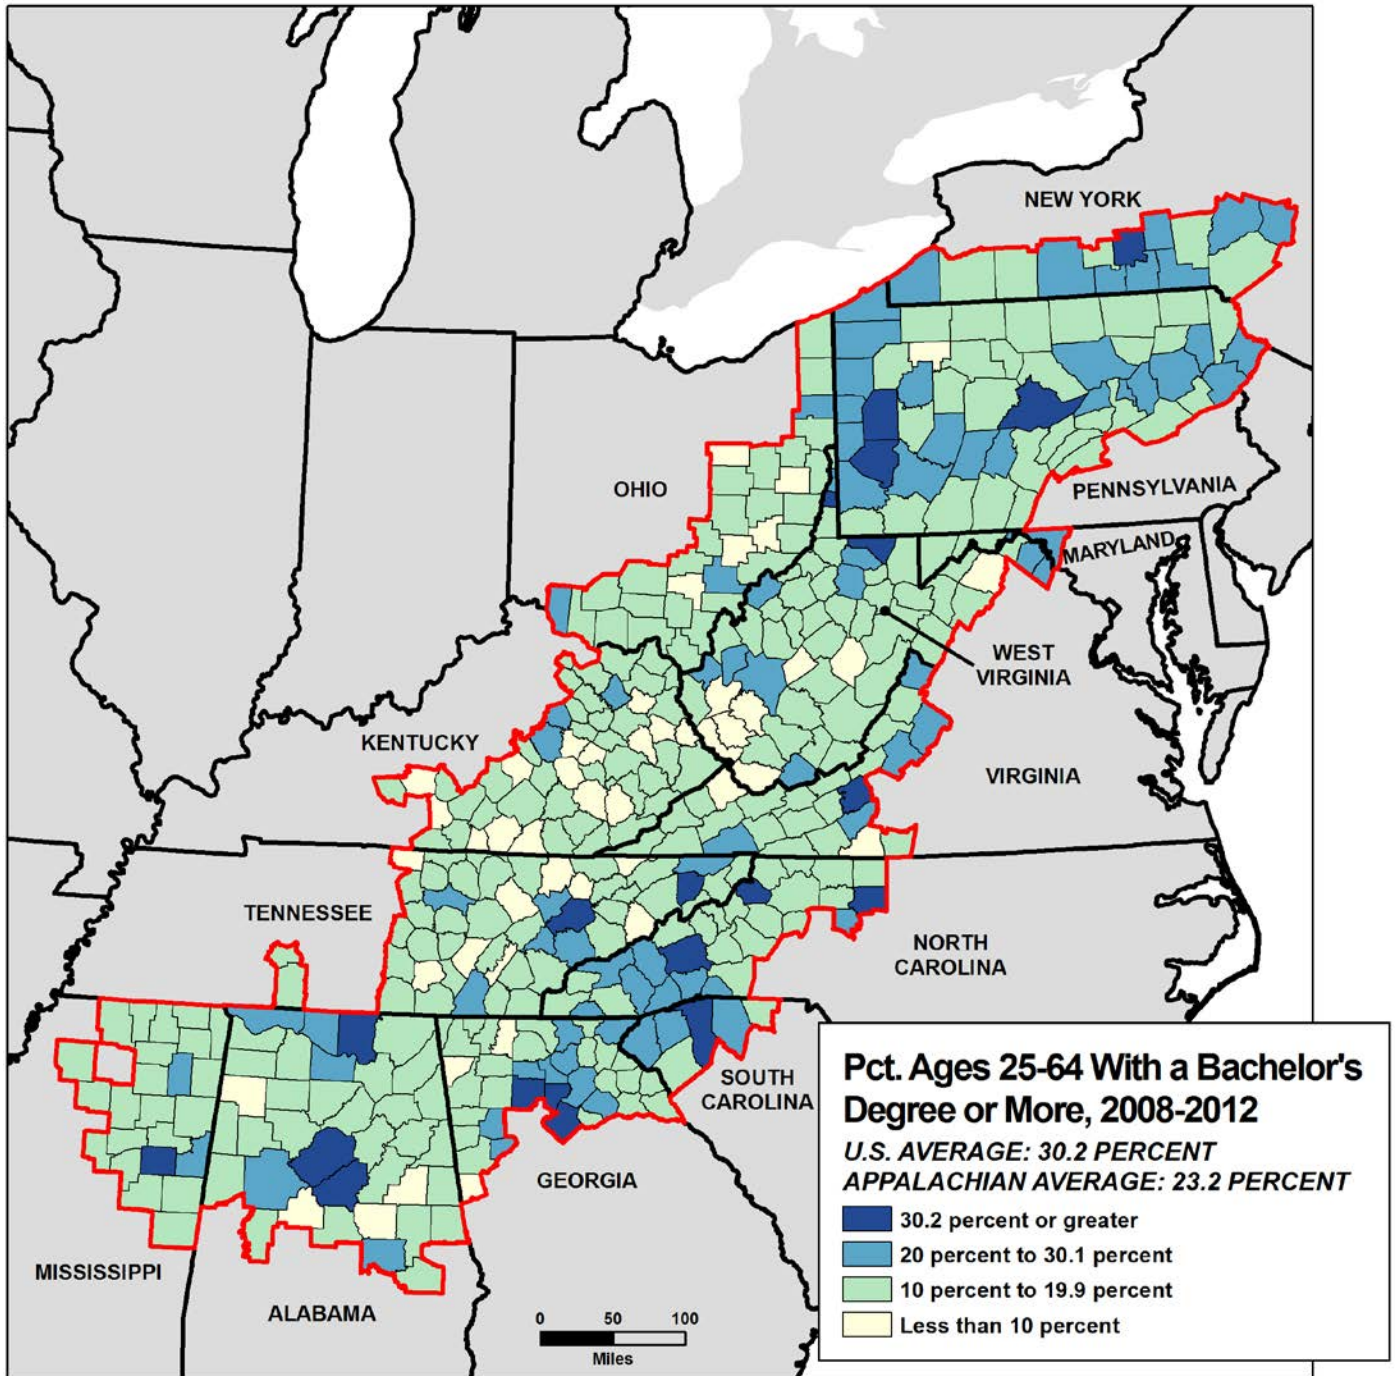 NEW YORK
OHIO
PENNSYLVANIA
MARYLAND
WEST
VIRGINIA
KENTUCKY
VIRGINIA
TENNESSEE
NORTH
CAROLINA
SOUTH
CAROLINA
GEORGIA
MISSISSIPPI
ALABAMA
0 50 100
Miles
Pct. Ages 25-64 With a Bachelor's
Degree or More, 2008-2012
U.S. AVERAGE: 30.2 PERCENT
APPALACHIAN AVERAGE: 23.2 PERCENT
30.2 percent or greater
20 percent to 30.1 percent
10 percent to 19.9 percent
Less than 10 percent